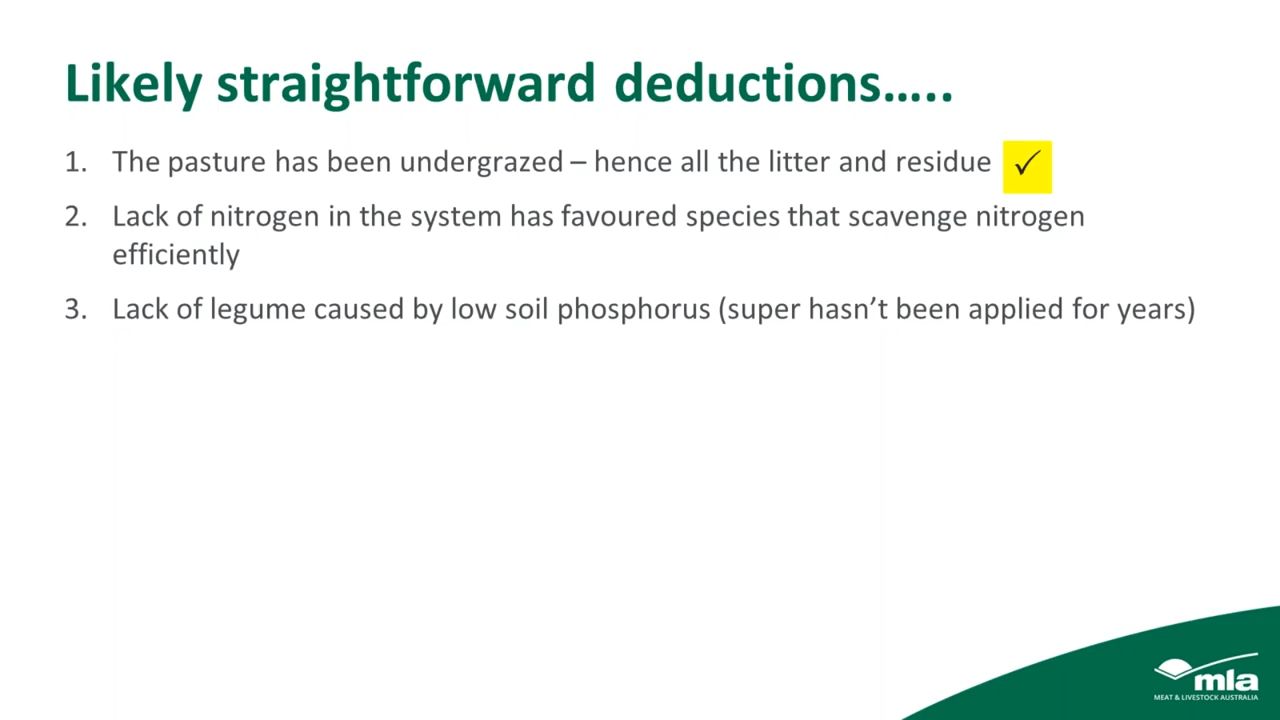 Likely straightforward deductions…..
1. The pasture has been undergrazed – hence all the litter and residue ✓
2. Lack of nitrogen in the system has favoured species that scavenge nitrogen
efficiently
3. Lack of legume caused by low soil phosphorus (super hasn’t been applied for years)
mla
MEAT & LIVESTOCK AUSTRALIA